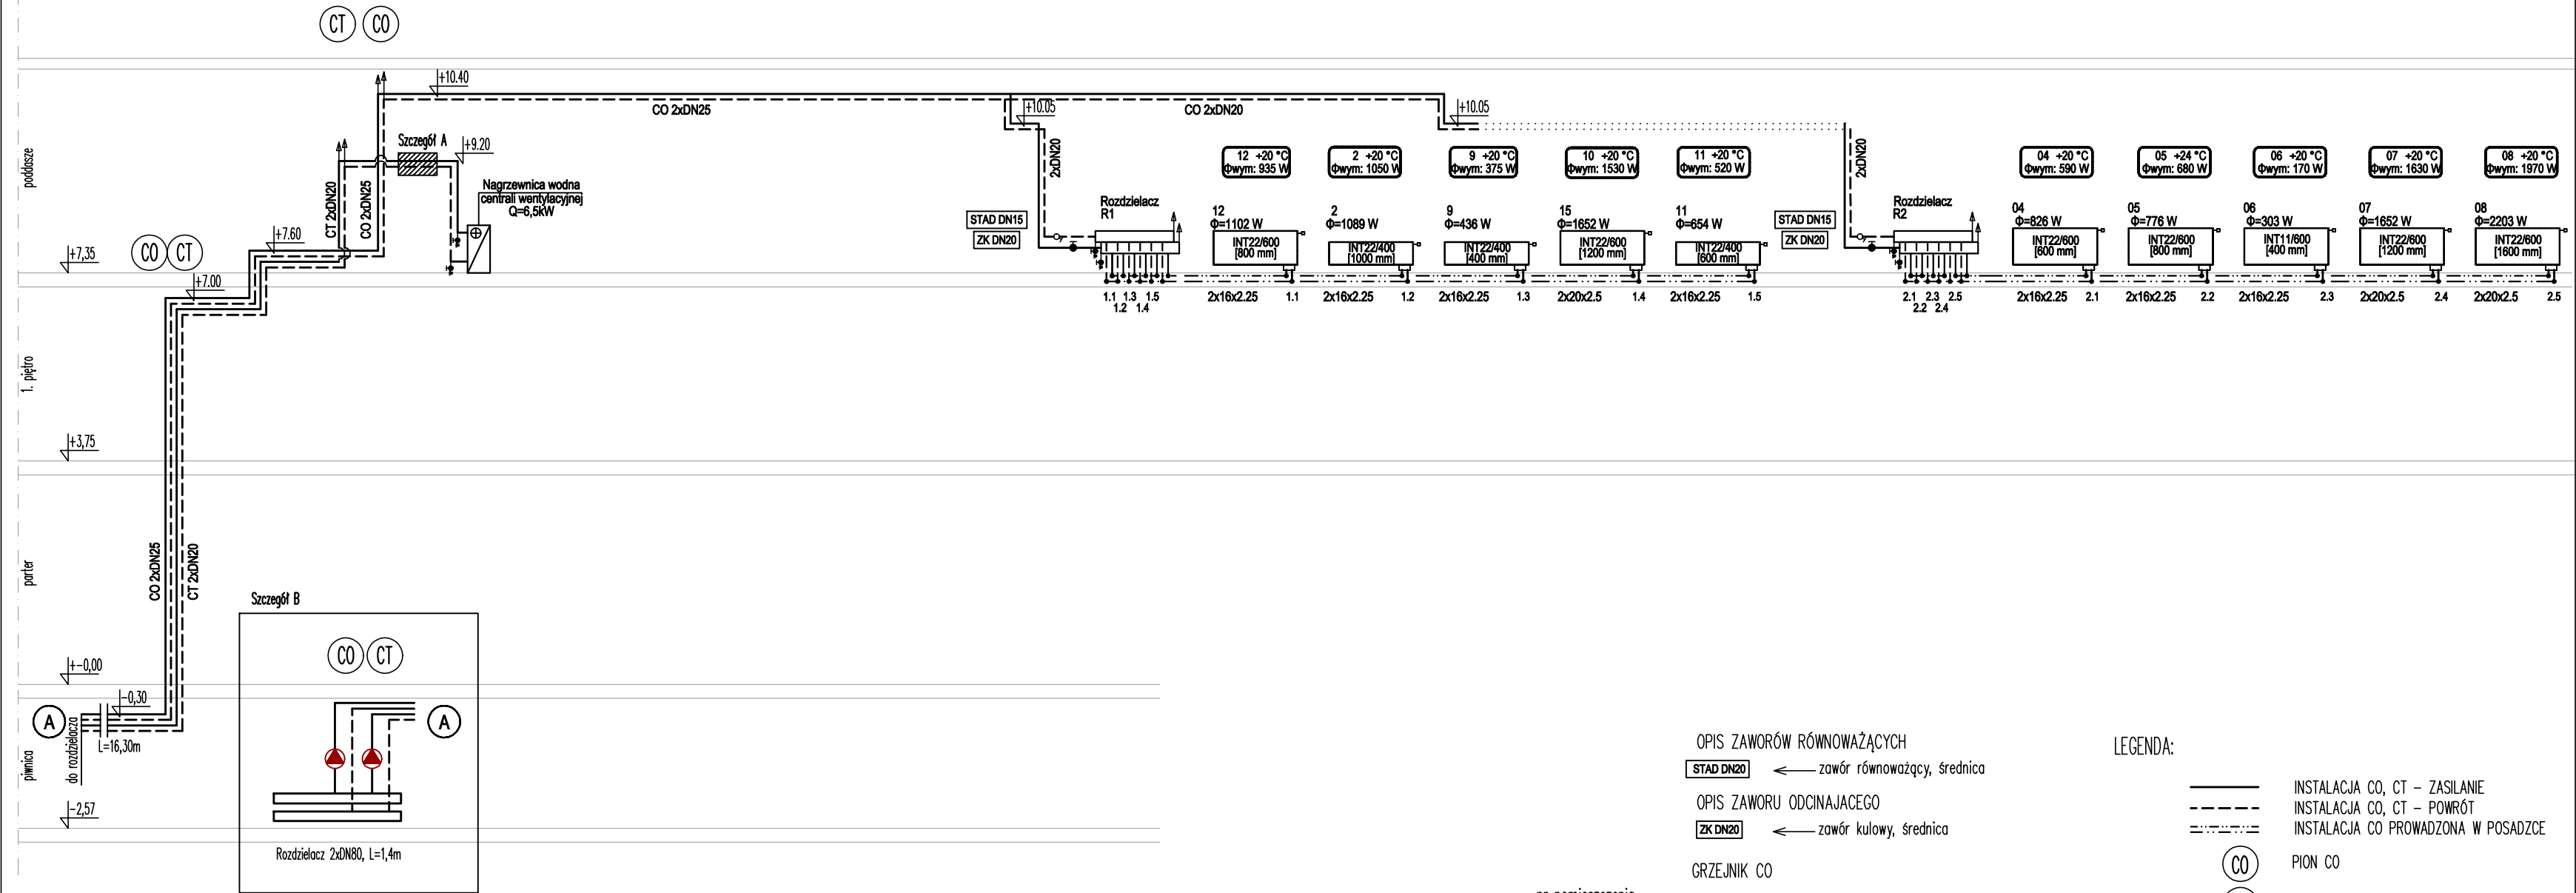 CT CO
+10.40
CO 2xDN25
+10.05
CO 2xDN20
+10.05
poddasze
Szczegół A
+9.20
CT 2xDN20
CO 2xDN25
Nagrzewnica wodna
centrali wentylacyjnej
Q=6,5kW
2xDN20
STAD DN15
ZK DN20
Rozdzielacz
R1
12 +20 °C
Φwym: 935 W
2 +20 °C
Φwym: 1050 W
9 +20 °C
Φwym: 375 W
10 +20 °C
Φwym: 1530 W
11 +20 °C
Φwym: 520 W
12
Φ=1102 W
INT22/600
[800 mm]
2
Φ=1089 W
INT22/400
[1000 mm]
9
Φ=436 W
INT22/400
[400 mm]
15
Φ=1652 W
INT22/600
[1200 mm]
11
Φ=654 W
INT22/400
[600 mm]
1.1 1.3 1.5
1.2 1.4
2x16x2.25 1.1
2x16x2.25 1.2
2x16x2.25 1.3
2x20x2.5 1.4
2x16x2.25 1.5
2xDN20
STAD DN15
ZK DN20
Rozdzielacz
R2
04 +20 °C
Φwym: 590 W
05 +24 °C
Φwym: 680 W
06 +20 °C
Φwym: 170 W
07 +20 °C
Φwym: 1630 W
08 +20 °C
Φwym: 1970 W
04
Φ=826 W
INT22/600
[600 mm]
05
Φ=776 W
INT22/600
[800 mm]
06
Φ=303 W
INT11/600
[400 mm]
07
Φ=1652 W
INT22/600
[1200 mm]
08
Φ=2203 W
INT22/600
[1600 mm]
2.1 2.3 2.5
2.2 2.4
2x16x2.25 2.1
2x16x2.25 2.2
2x16x2.25 2.3
2x20x2.5 2.4
2x20x2.5 2.5
CO CT
+7.60
+7,35
+7.00
1. piętro
+3,75
parter
CO 2xDN25
CT 2xDN20
+-0,00
-0,30
A
do rozdzielacza
L=16,30m
piwnica
-2,57
Szczegół B
CO CT
A
Rozdzielacz 2xDN80, L=1,4m
OPIS ZAWORÓW RÓWNOWAŻĄCYCH
STAD DN20 zawór równoważący, średnica
OPIS ZAWORU ODCINAJACEGO
ZK DN20 zawór kulowy, średnica
GRZEJNIK CO
LEGENDA:
INSTALACJA CO, CT - ZASILANIE
INSTALACJA CO, CT - POWRÓT
INSTALACJA CO PROWADZONA W POSADZCE
CO PION CO